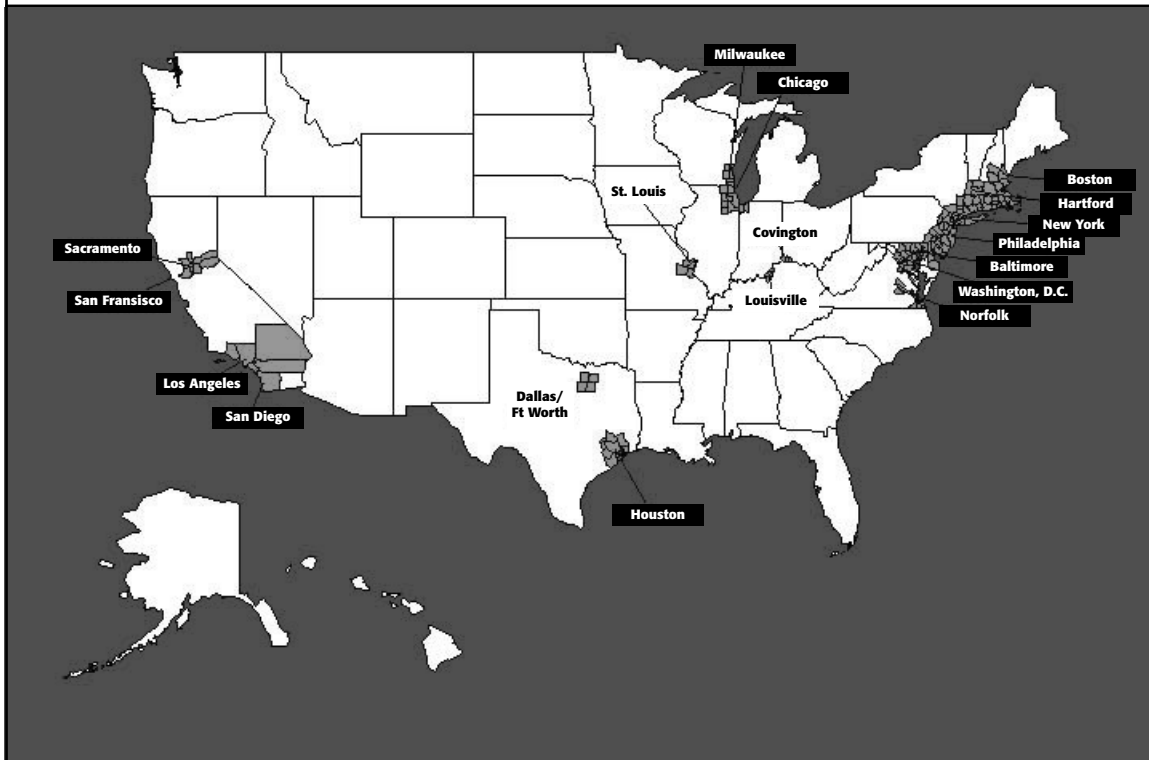 Milwaukee
Chicago
St. Louis
Boston
Hartford
New York
Covington
Philadelphia
Sacramento
Baltimore
Washington, D.C.
San Fransisco
Louisville
Norfolk
Los Angeles
Dallas/
Ft Worth
San Diego
Houston